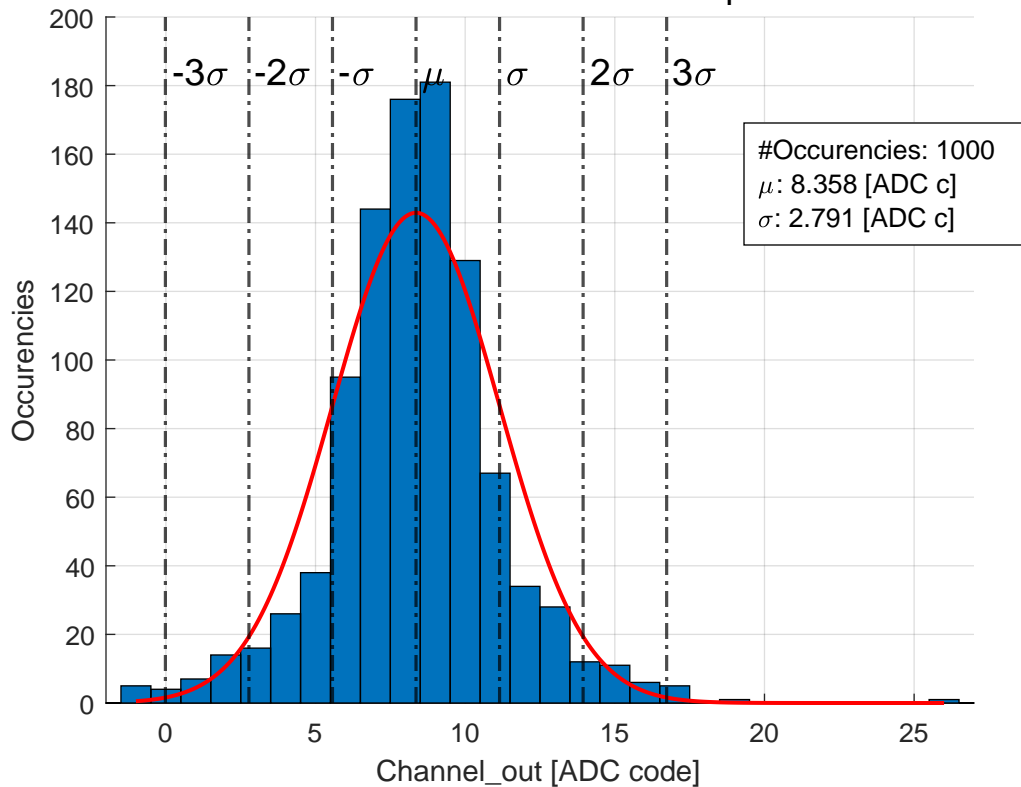 200
180
160
140
120
100
80
60
40
20
0
Occurencies
-3σ
-2σ
-σ
μ
σ
2σ
3σ
#Occurencies: 1000
μ: 8.358 [ADC c]
σ: 2.791 [ADC c]
0
5
10
15
20
25
Channel_out [ADC code]